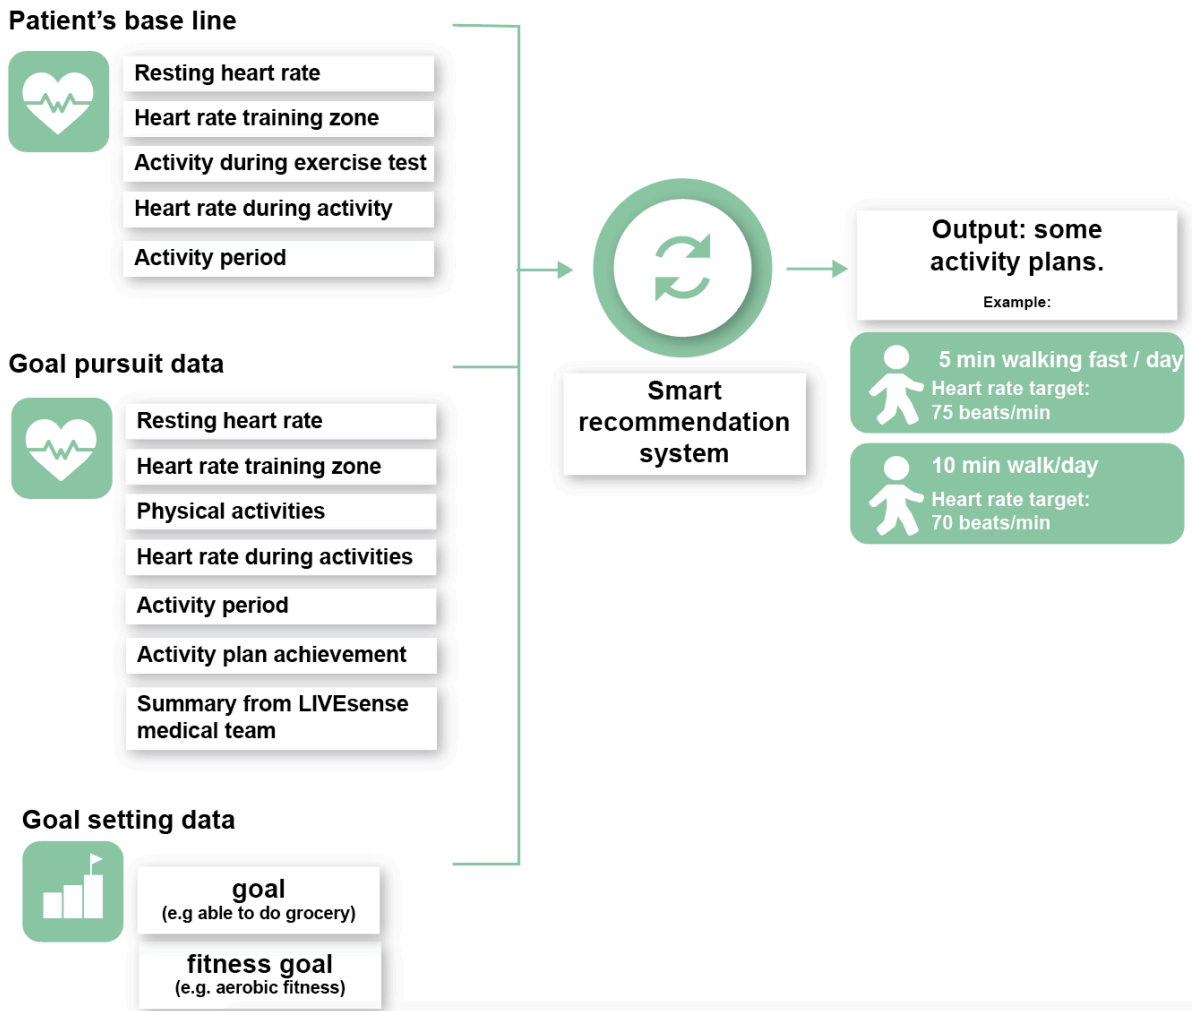 Patient’s base line
Resting heart rate
Heart rate training zone
Activity during exercise test
Heart rate during activity
Activity period
Goal pursuit data
Resting heart rate
Heart rate training zone
Physical activities
Heart rate during activities
Activity period
Activity plan achievement
Summary from LIVEsense
medical team
Goal setting data
goal
(e.g able to do grocery)
fitness goal
(e.g. aerobic fitness)
Smart
recommendation
system
Output: some
activity plans.
Example:
5 min walking fast / day
Heart rate target:
75 beats/min
10 min walk/day
Heart rate target:
70 beats/min